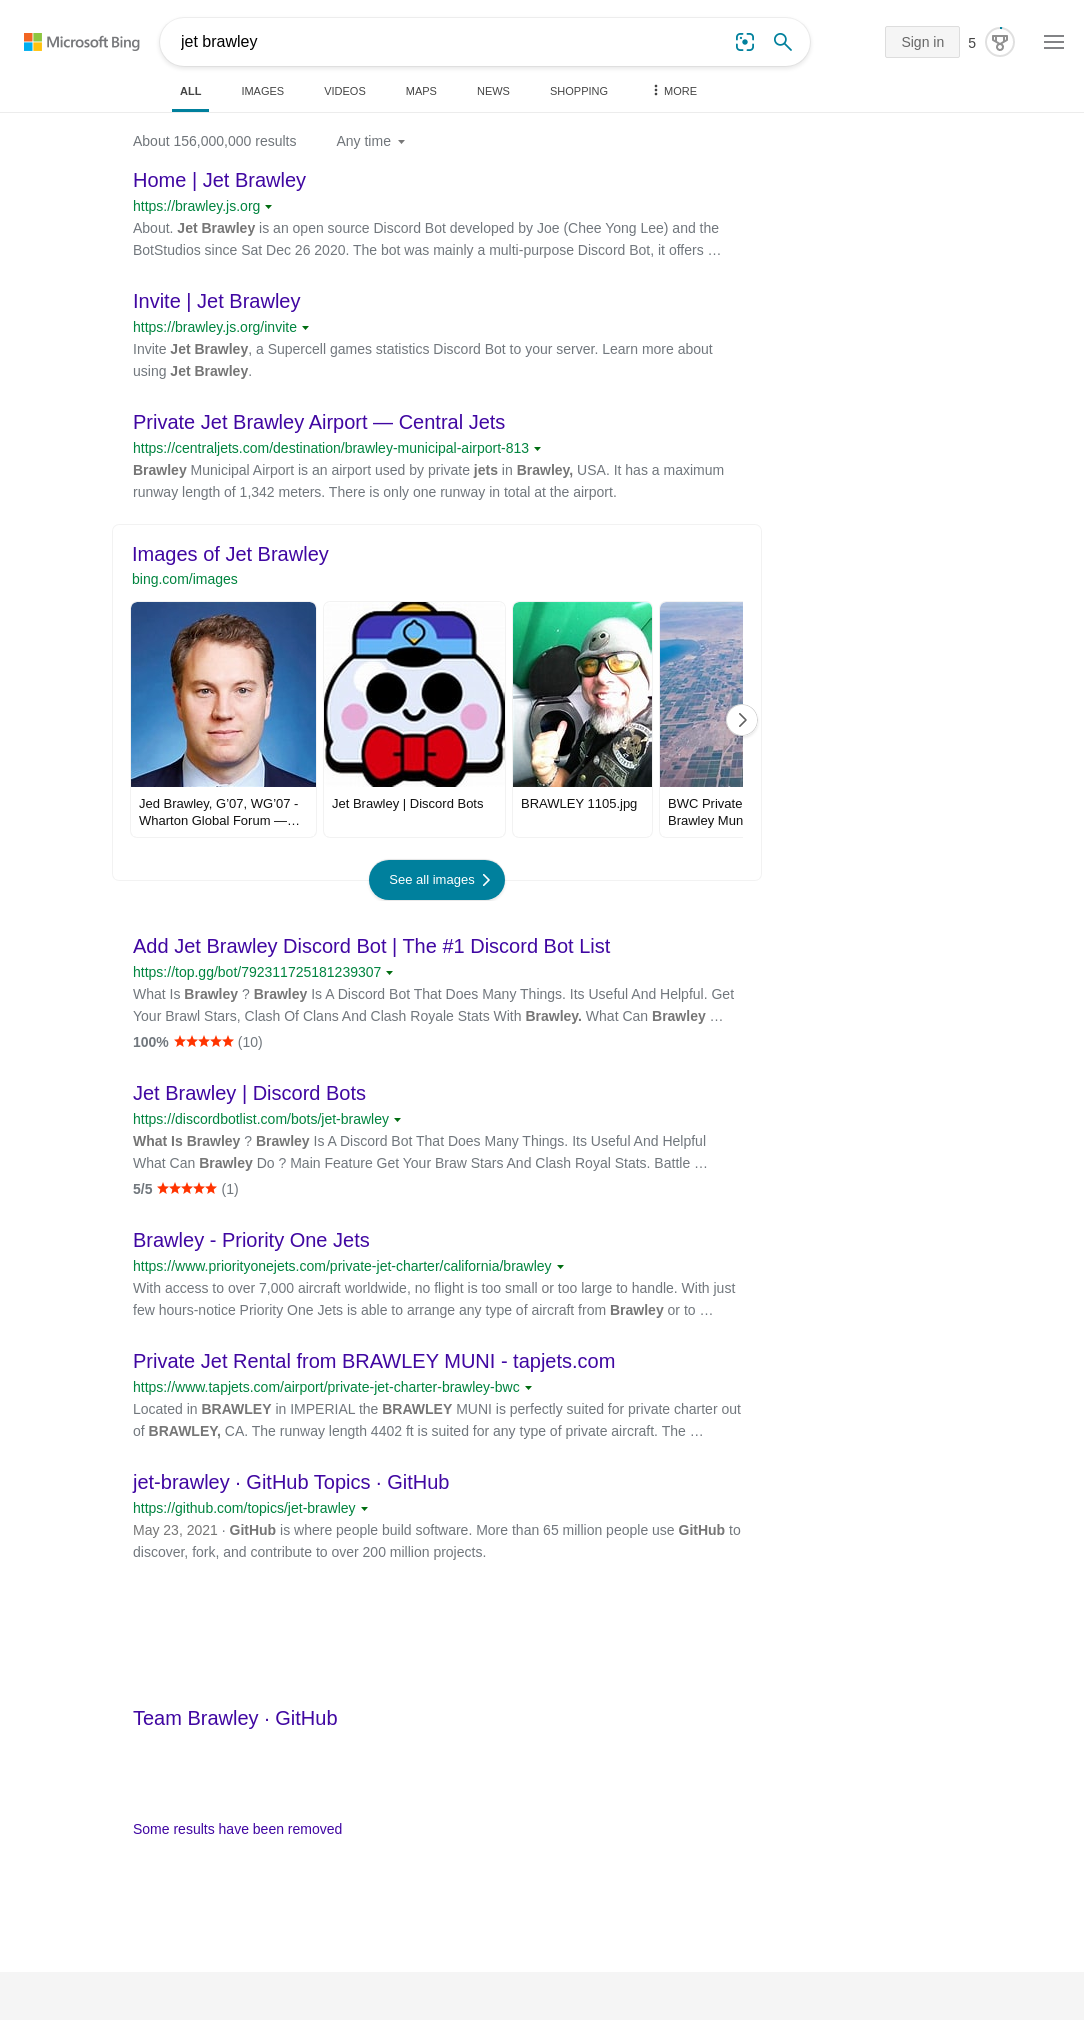 Microsoft Bing
jet brawley
Sign in
5
ALL
IMAGES
VIDEOS
MAPS
NEWS
SHOPPING
MORE
About 156,000,000 results
Any time
Home | Jet Brawley
https://brawley.js.org
About. Jet Brawley is an open source Discord Bot developed by Joe (Chee Yong Lee) and the
BotStudios since Sat Dec 26 2020. The bot was mainly a multi-purpose Discord Bot, it offers …
Invite | Jet Brawley
https://brawley.js.org/invite
Invite Jet Brawley, a Supercell games statistics Discord Bot to your server. Learn more about
using Jet Brawley.
Private Jet Brawley Airport — Central Jets
https://centraljets.com/destination/brawley-municipal-airport-813
Brawley Municipal Airport is an airport used by private jets in Brawley, USA. It has a maximum
runway length of 1,342 meters. There is only one runway in total at the airport.
Images of Jet Brawley
bing.com/images
Jed Brawley, G’07, WG’07 -
Wharton Global Forum —…
Jet Brawley | Discord Bots
BRAWLEY 1105.jpg
BWC Private
Brawley Mun
See all images
Add Jet Brawley Discord Bot | The #1 Discord Bot List
https://top.gg/bot/792311725181239307
What Is Brawley ? Brawley Is A Discord Bot That Does Many Things. Its Useful And Helpful. Get
Your Brawl Stars, Clash Of Clans And Clash Royale Stats With Brawley. What Can Brawley …
100% ★★★★★ (10)
Jet Brawley | Discord Bots
https://discordbotlist.com/bots/jet-brawley
What Is Brawley ? Brawley Is A Discord Bot That Does Many Things. Its Useful And Helpful
What Can Brawley Do ? Main Feature Get Your Braw Stars And Clash Royal Stats. Battle …
5/5 ★★★★★ (1)
Brawley - Priority One Jets
https://www.priorityonejets.com/private-jet-charter/california/brawley
With access to over 7,000 aircraft worldwide, no flight is too small or too large to handle. With just
few hours-notice Priority One Jets is able to arrange any type of aircraft from Brawley or to …
Private Jet Rental from BRAWLEY MUNI - tapjets.com
https://www.tapjets.com/airport/private-jet-charter-brawley-bwc
Located in BRAWLEY in IMPERIAL the BRAWLEY MUNI is perfectly suited for private charter out
of BRAWLEY, CA. The runway length 4402 ft is suited for any type of private aircraft. The …
jet-brawley · GitHub Topics · GitHub
https://github.com/topics/jet-brawley
May 23, 2021 · GitHub is where people build software. More than 65 million people use GitHub to
discover, fork, and contribute to over 200 million projects.
Team Brawley · GitHub
Some results have been removed